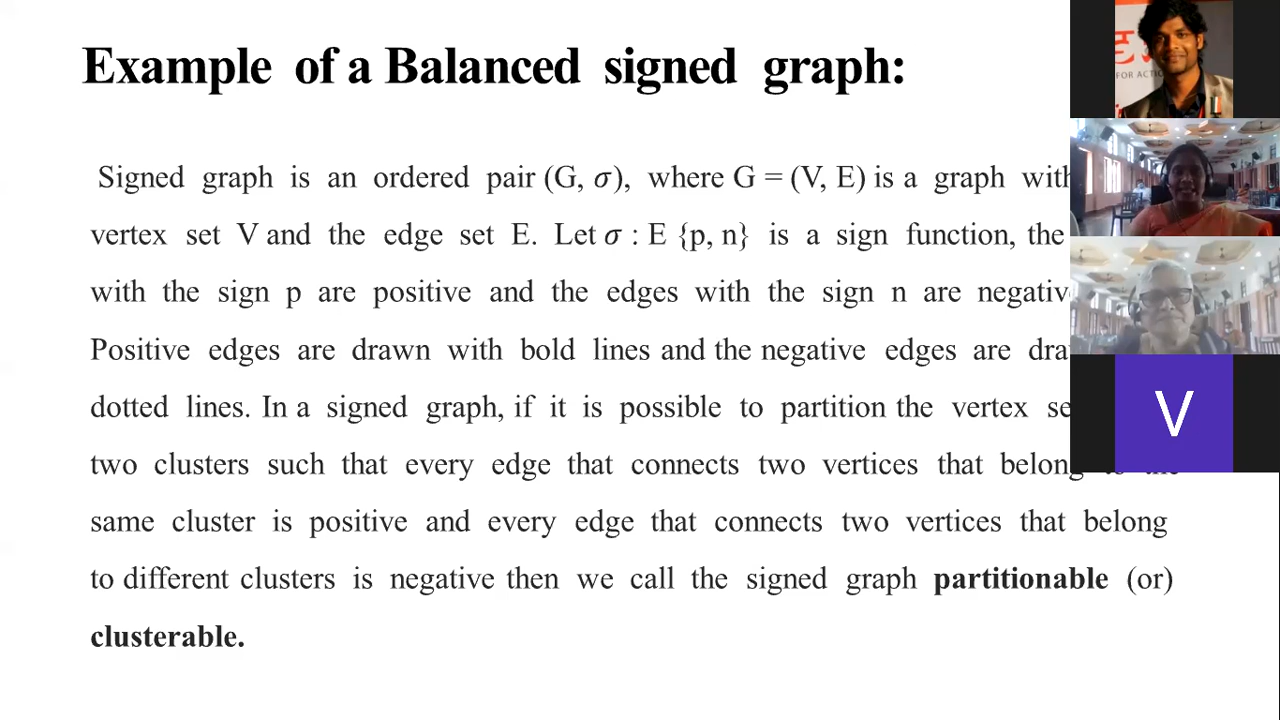 Example of a Balanced signed graph:
Signed graph is an ordered pair (G, σ), where G = (V, E) is a graph with
vertex set V and the edge set E. Let σ : E {p, n} is a sign function, the
with the sign p are positive and the edges with the sign n are
Positive edges are drawn with bold lines and the negative edges are
dotted lines. In a signed graph, if it is possible to partition the vertex
two clusters such that every edge that connects two vertices that belong
same cluster is positive and every edge that connects two vertices that belong
to different clusters is negative then we call the signed graph partitionable (or)
clusterable.
FOR
V